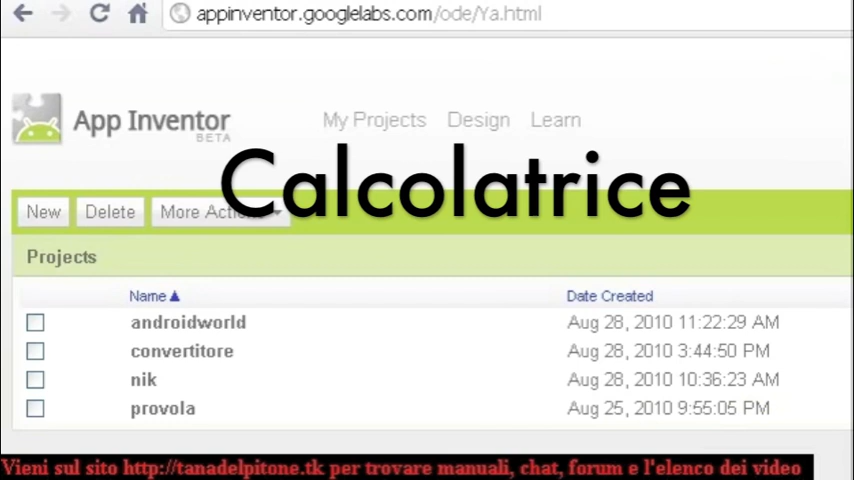 appinventor.googlelabs.com/ode/Ya.html
App Inventor
BETA
My Projects Design Learn
Calcolatrice
New Delete More Act
Projects
Name Date Created
androidworld Aug 28, 2010 11:22:29 AM
convertitore Aug 28, 2010 3:44:50 PM
nik Aug 28, 2010 10:36:23 AM
provola Aug 25, 2010 9:55:05 PM
Vieni sul sito http://tanadelpitone.tk per trovare manuali, chat, forum e l'elenco dei video